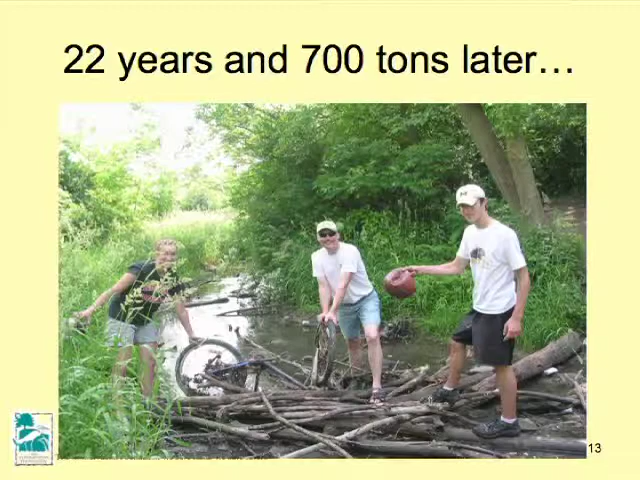 22 years and 700 tons later…
13